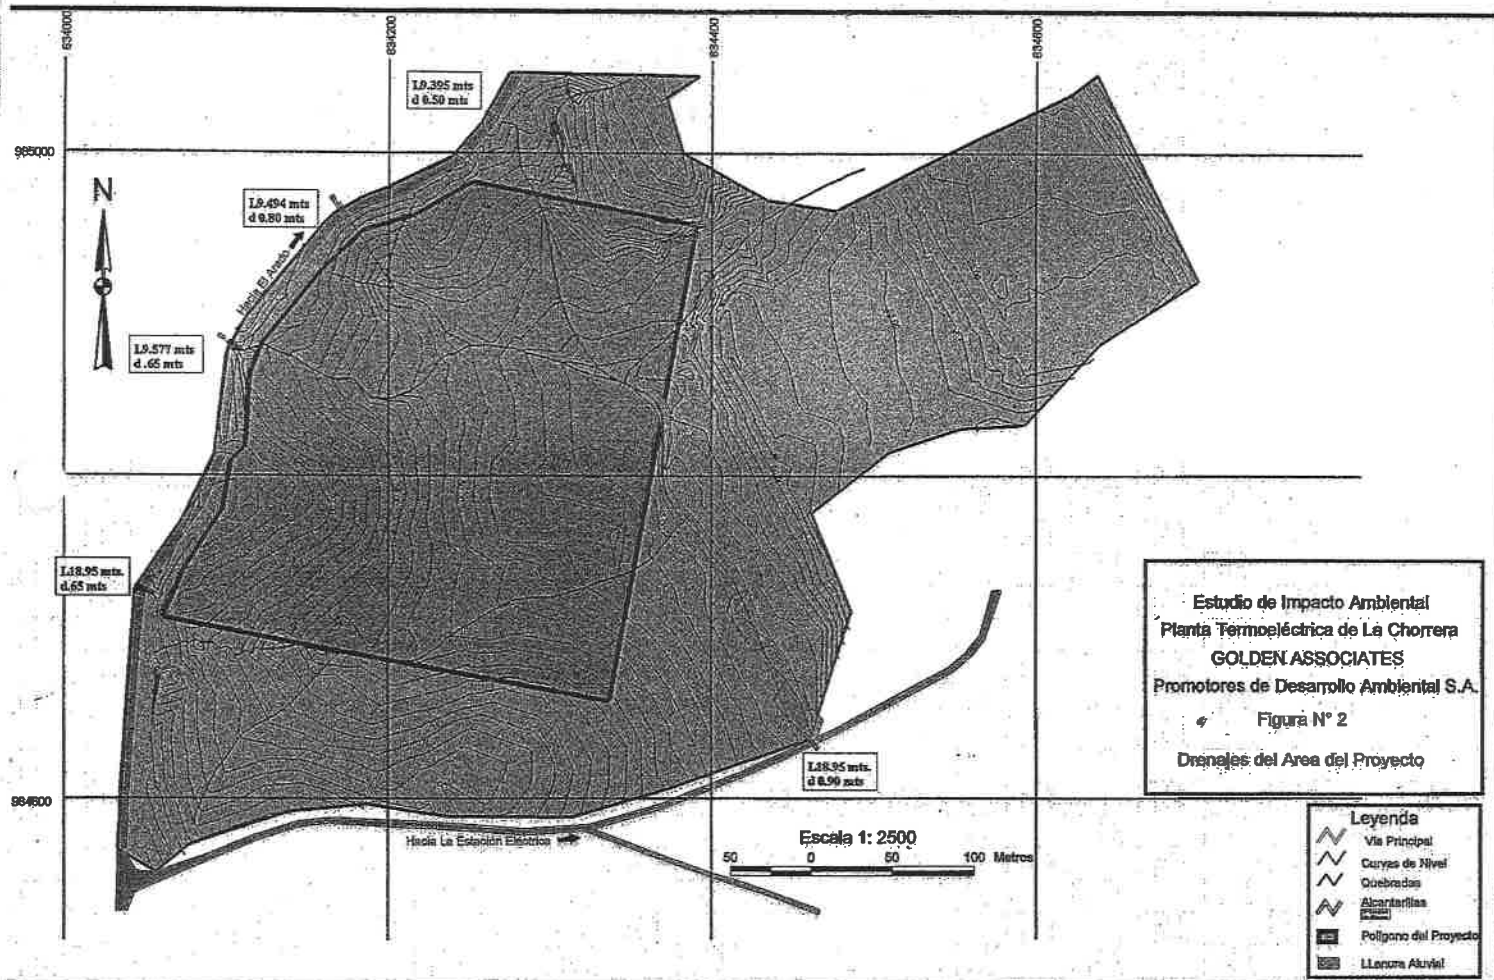 634000
634200
634400
634600
L9.395 mts
d 0.50 mts
985000
N
L9.494 mts
d 0.80 mts
Hacia El Arado
L9.577 mts
d .65 mts
L18.95 mts.
d.65 mts
Estudio de Impacto Ambiental
Planta Termoeléctrica de La Chorrera
GOLDEN ASSOCIATES
Promotores de Desarrollo Ambiental S.A.
Figura N° 2
Drenajes del Area del Proyecto
L18.95 mts.
d 0.90 mts
984600
Hacia La Estación Eléctrica
Escala 1: 2500
50 0 50 100 Metros
Leyenda
Via Principal
Curvas de Nivel
Quebradas
Alcantarillas
Poligono del Proyecto
LLanura Aluvial